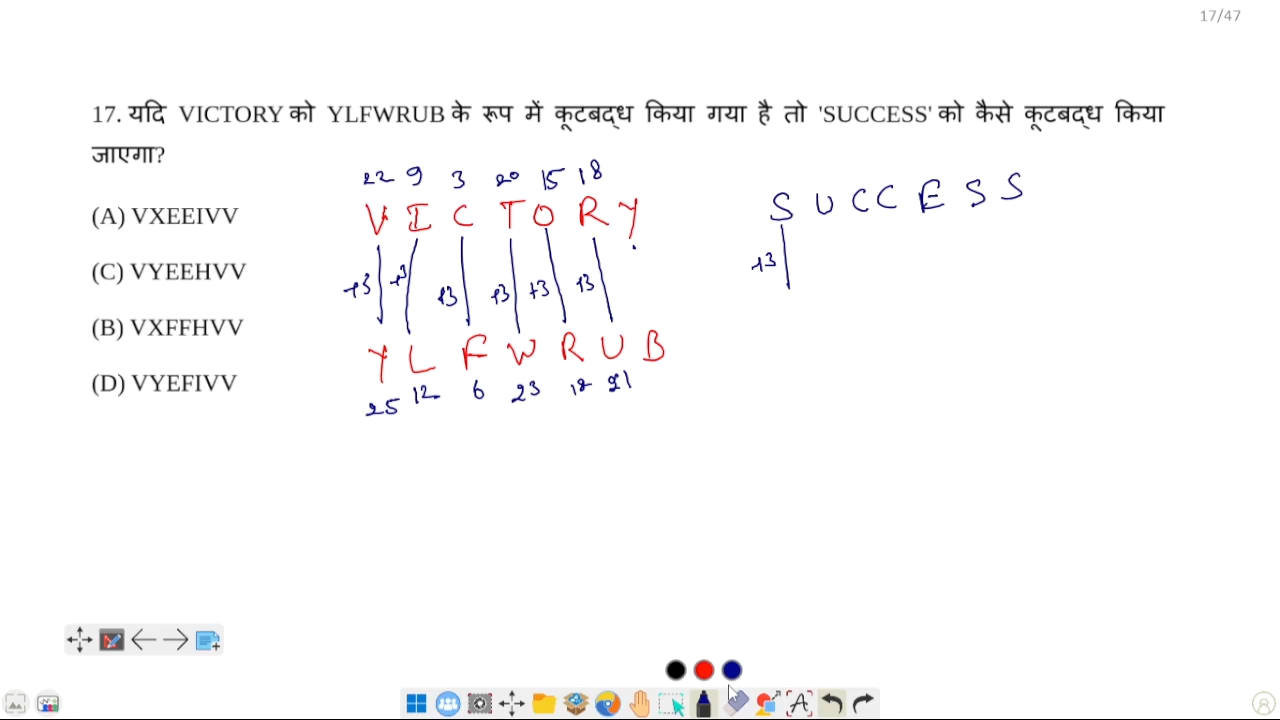 17/47
17. यदि VICTORY को YLFWRUB के रूप में कूटबद्ध किया गया है तो 'SUCCESS' को कैसे कूटबद्ध किया
जाएगा?
22 9 3 20 15 18
(A) VXEEIVV
V I C T O R Y
S U C C E S S
(C) VYEEHVV
+3 +3 +3 +3 +3 +3
+3
(B) VXFFHVV
Y L F W R U B
(D) VYEFIVV
25 12 6 23 18 21
A